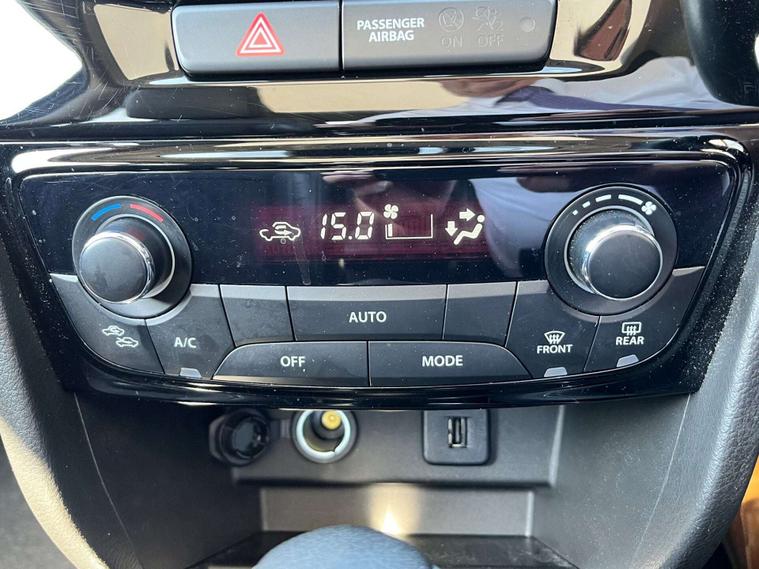 PASSENGER
AIRBAG
ON OFF
15.0
AUTO
A/C
OFF
MODE
FRONT
REAR